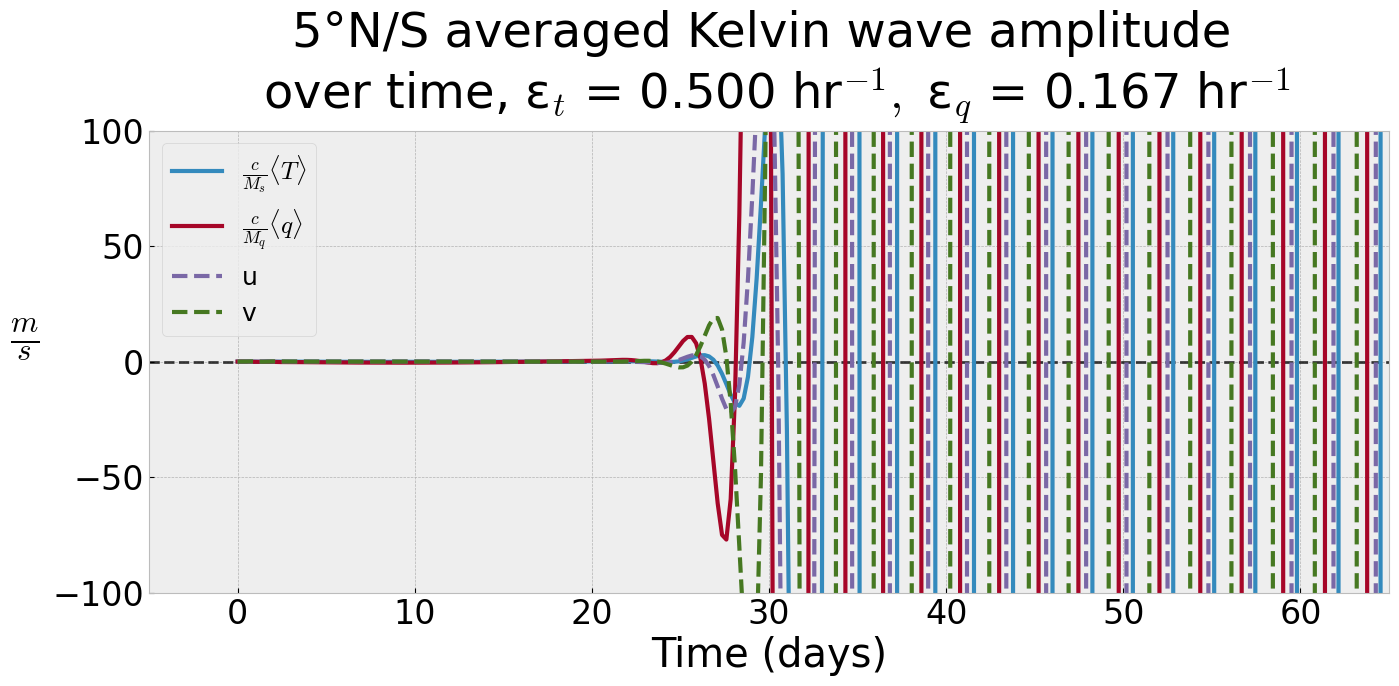 5°N/S averaged Kelvin wave amplitude
over time, ε_t = 0.500 hr⁻¹, ε_q = 0.167 hr⁻¹
100
50
0
−50
−100
m/s
c/M_s ⟨T⟩
c/M_q ⟨q⟩
u
v
0 10 20 30 40 50 60
Time (days)